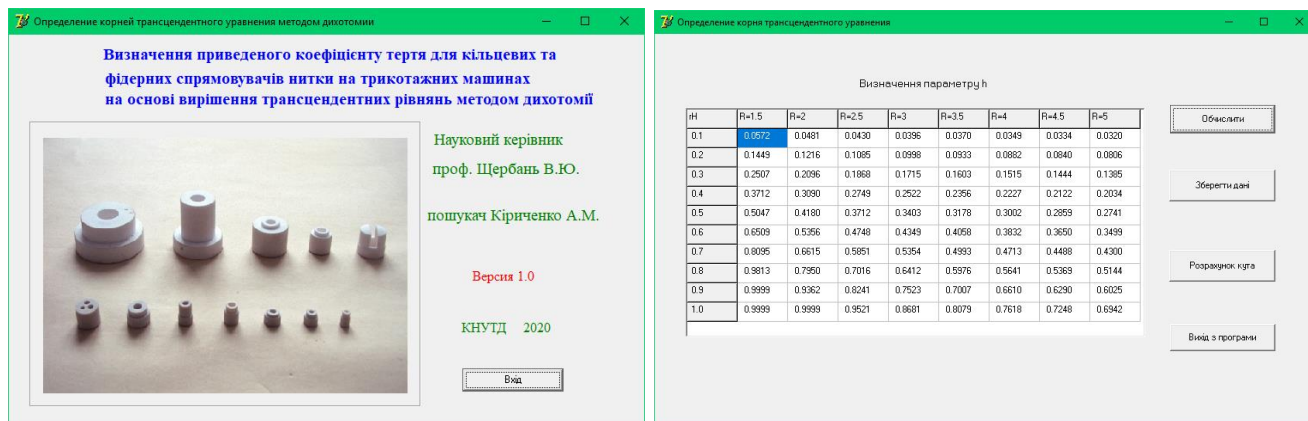 Определение корней трансцендентного уравнения методом дихотомии
Визначення приведеного коефіцієнту тертя для кільцевих та
фідерних спрямовувачів нитки на трикотажних машинах
на основі вирішення трансцендентних рівнянь методом дихотомії
Науковий керівник
проф. Щербань В.Ю.
пошукач Кіриченко А.М.
Версия 1.0
КНУТД 2020
Вхід
Определение корня трансцендентного уравнения
Визначення параметру h
rH R=1.5 R=2 R=2.5 R=3 R=3.5 R=4 R=4.5 R=5
0.1 0.0572 0.0481 0.0430 0.0396 0.0370 0.0349 0.0334 0.0320
0.2 0.1449 0.1216 0.1085 0.0998 0.0933 0.0882 0.0840 0.0806
0.3 0.2507 0.2096 0.1868 0.1715 0.1603 0.1515 0.1444 0.1385
0.4 0.3712 0.3090 0.2749 0.2522 0.2356 0.2227 0.2122 0.2034
0.5 0.5047 0.4180 0.3712 0.3403 0.3178 0.3002 0.2859 0.2741
0.6 0.6509 0.5356 0.4748 0.4349 0.4058 0.3832 0.3650 0.3499
0.7 0.8095 0.6615 0.5851 0.5354 0.4993 0.4713 0.4488 0.4300
0.8 0.9813 0.7950 0.7016 0.6412 0.5976 0.5641 0.5369 0.5144
0.9 0.9999 0.9362 0.8241 0.7523 0.7007 0.6610 0.6290 0.6025
1.0 0.9999 0.9999 0.9521 0.8681 0.8079 0.7618 0.7248 0.6942
Обчислити
Зберегти дані
Розрахунок кута
Вихід з програми